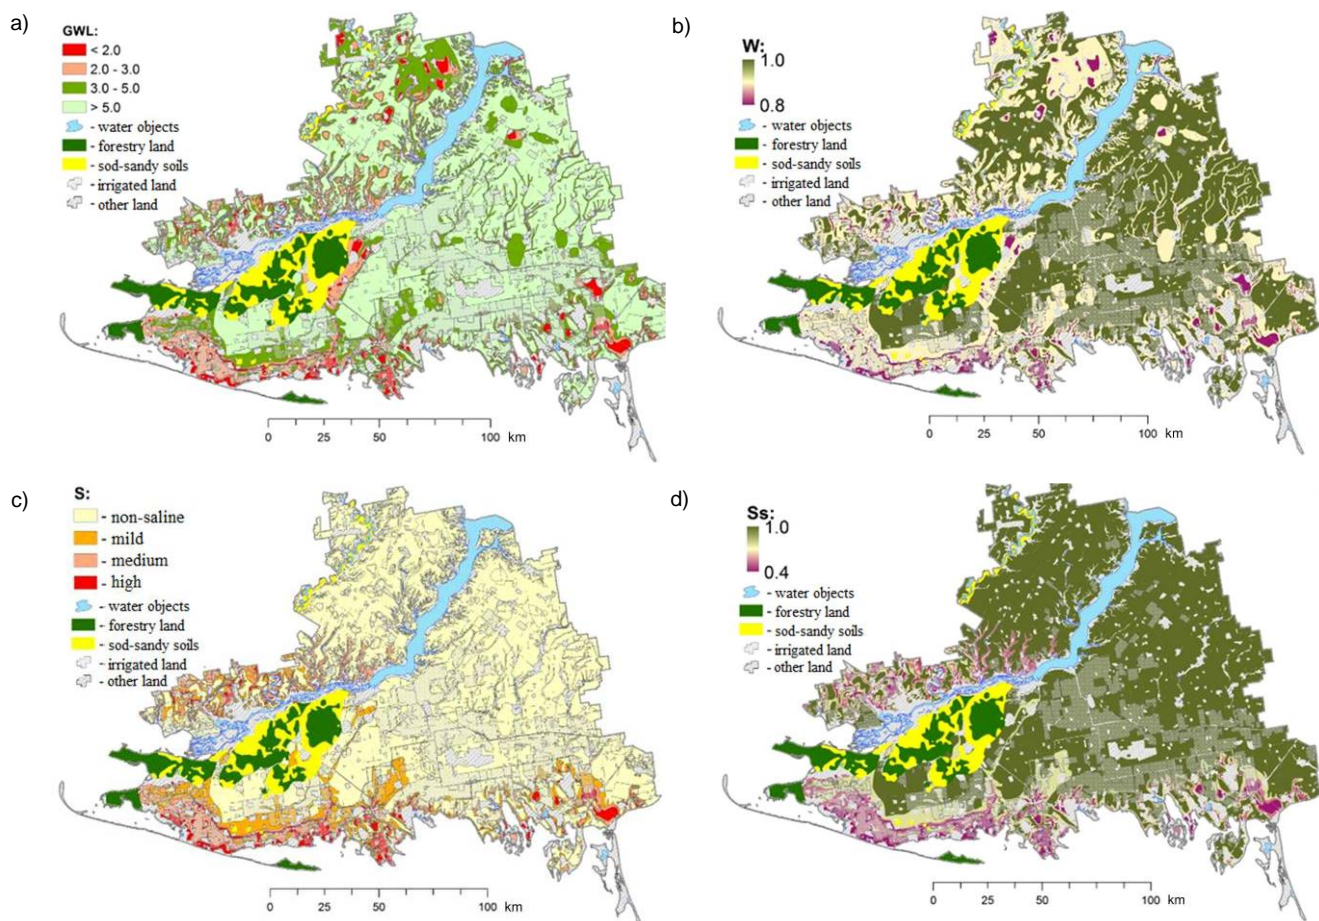 a)
GWL:
< 2.0
2.0 - 3.0
3.0 - 5.0
> 5.0
- water objects
- forestry land
- sod-sandy soils
- irrigated land
- other land
0 25 50 100 km
b)
W:
1.0
0.8
- water objects
- forestry land
- sod-sandy soils
- irrigated land
- other land
0 25 50 100 km
c)
S:
- non-saline
- mild
- medium
- high
- water objects
- forestry land
- sod-sandy soils
- irrigated land
- other land
0 25 50 100 km
d)
Ss:
1.0
0.4
- water objects
- forestry land
- sod-sandy soils
- irrigated land
- other land
0 25 50 100 km